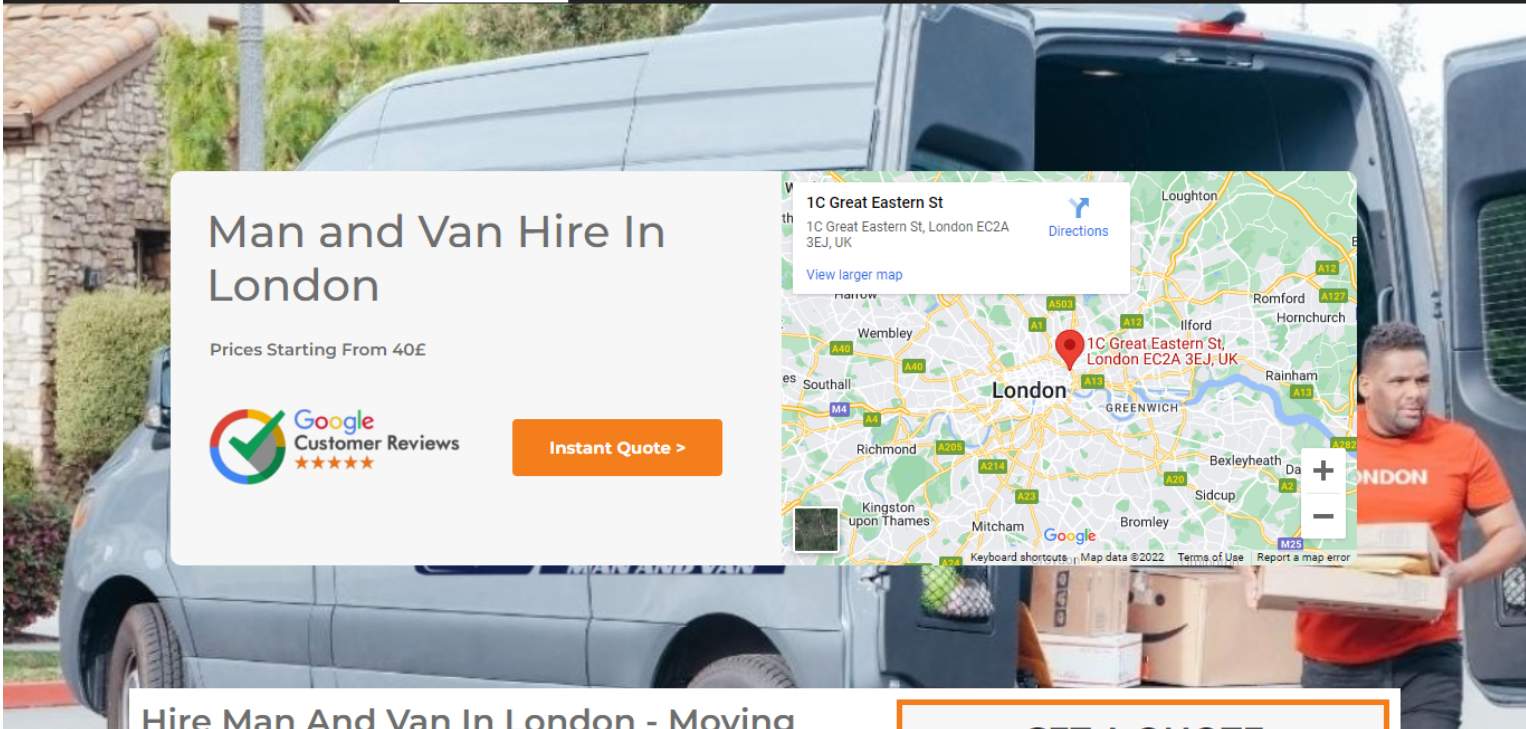 Man and Van Hire In
London
Prices Starting From 40£
Google
Customer Reviews
Instant Quote >
1C Great Eastern St
1C Great Eastern St, London EC2A
3EJ, UK
Directions
View larger map
Loughton
Harrow
A12
Romford
A127
Hornchurch
A503
A1
A12
Ilford
Wembley
A40
1C Great Eastern St,
London EC2A 3EJ, UK
A40
Rainham
Southall
London
A13
A13
M4
GREENWICH
A4
Richmond
A205
A282
A214
Bexleyheath
A20
A2
Sidcup
A23
Kingston
upon Thames
Mitcham
Bromley
Google
M25
A24
Keyboard shortcuts
Map data ©2022
Terms of Use
Report a map error
+
−
ONDON
MAN AND VAN
Hire Man And Van In London - Moving
GET A QUOTE